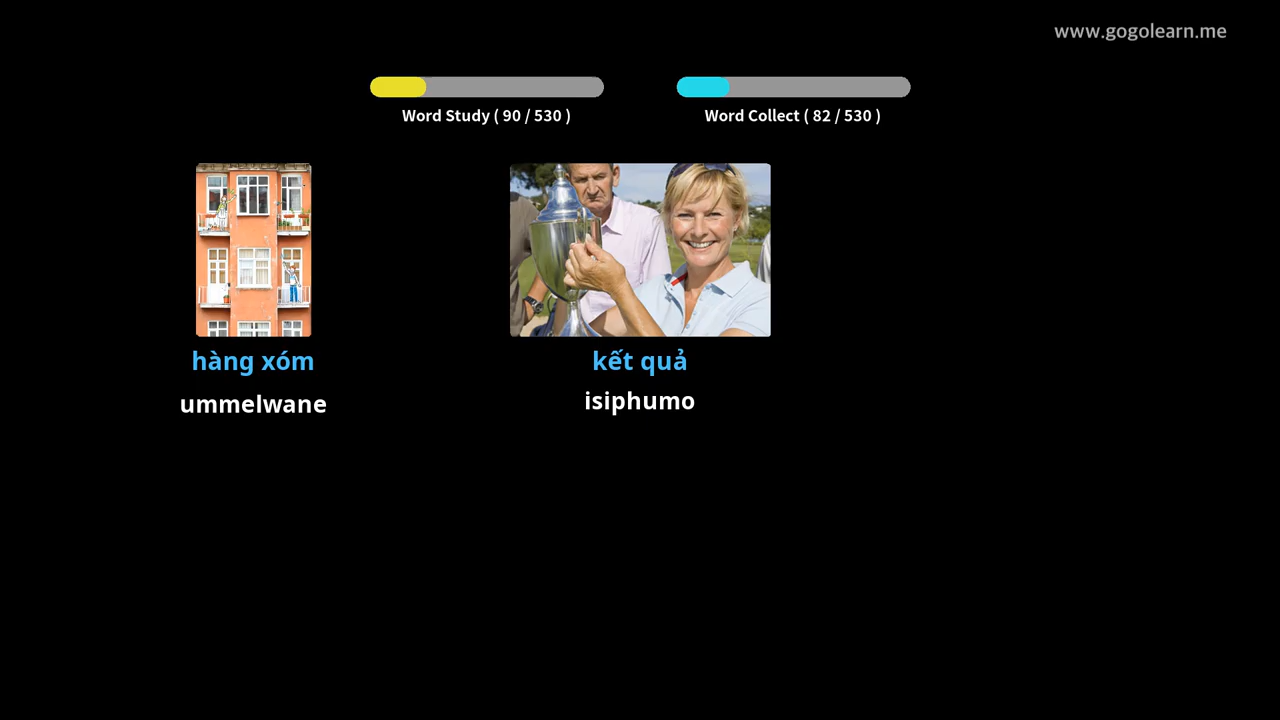 www.gogolearn.me
Word Study ( 90 / 530 )
Word Collect ( 82 / 530 )
hàng xóm
ummelwane
kết quả
isiphumo